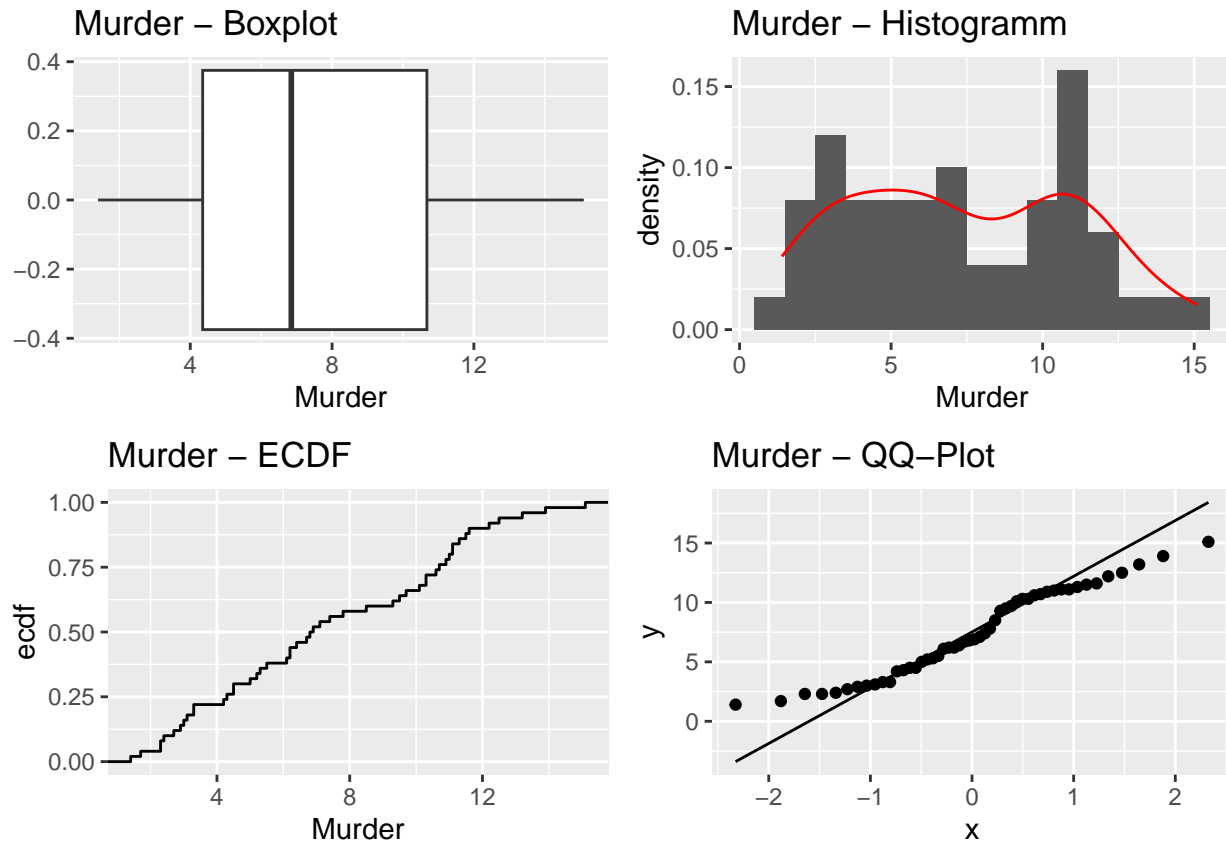 Murder − Boxplot
0.4
0.2
0.0
−0.2
−0.4
4 8 12
Murder
Murder − Histogramm
density
0.15
0.10
0.05
0.00
0 5 10 15
Murder
Murder − ECDF
ecdf
1.00
0.75
0.50
0.25
0.00
4 8 12
Murder
Murder − QQ−Plot
y
15
10
5
0
−2 −1 0 1 2
x